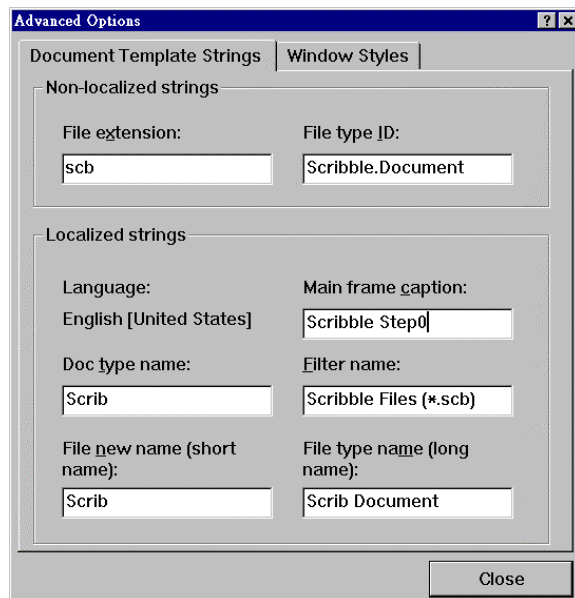 Advanced Options
Document Template Strings Window Styles
Non-localized strings
File extension: File type ID:
scb Scribble.Document
Localized strings
Language: Main frame caption:
English [United States] Scribble Step0
Doc type name: Filter name:
Scrib Scribble Files (*.scb)
File new name (short name): File type name (long name):
Scrib Scrib Document
Close